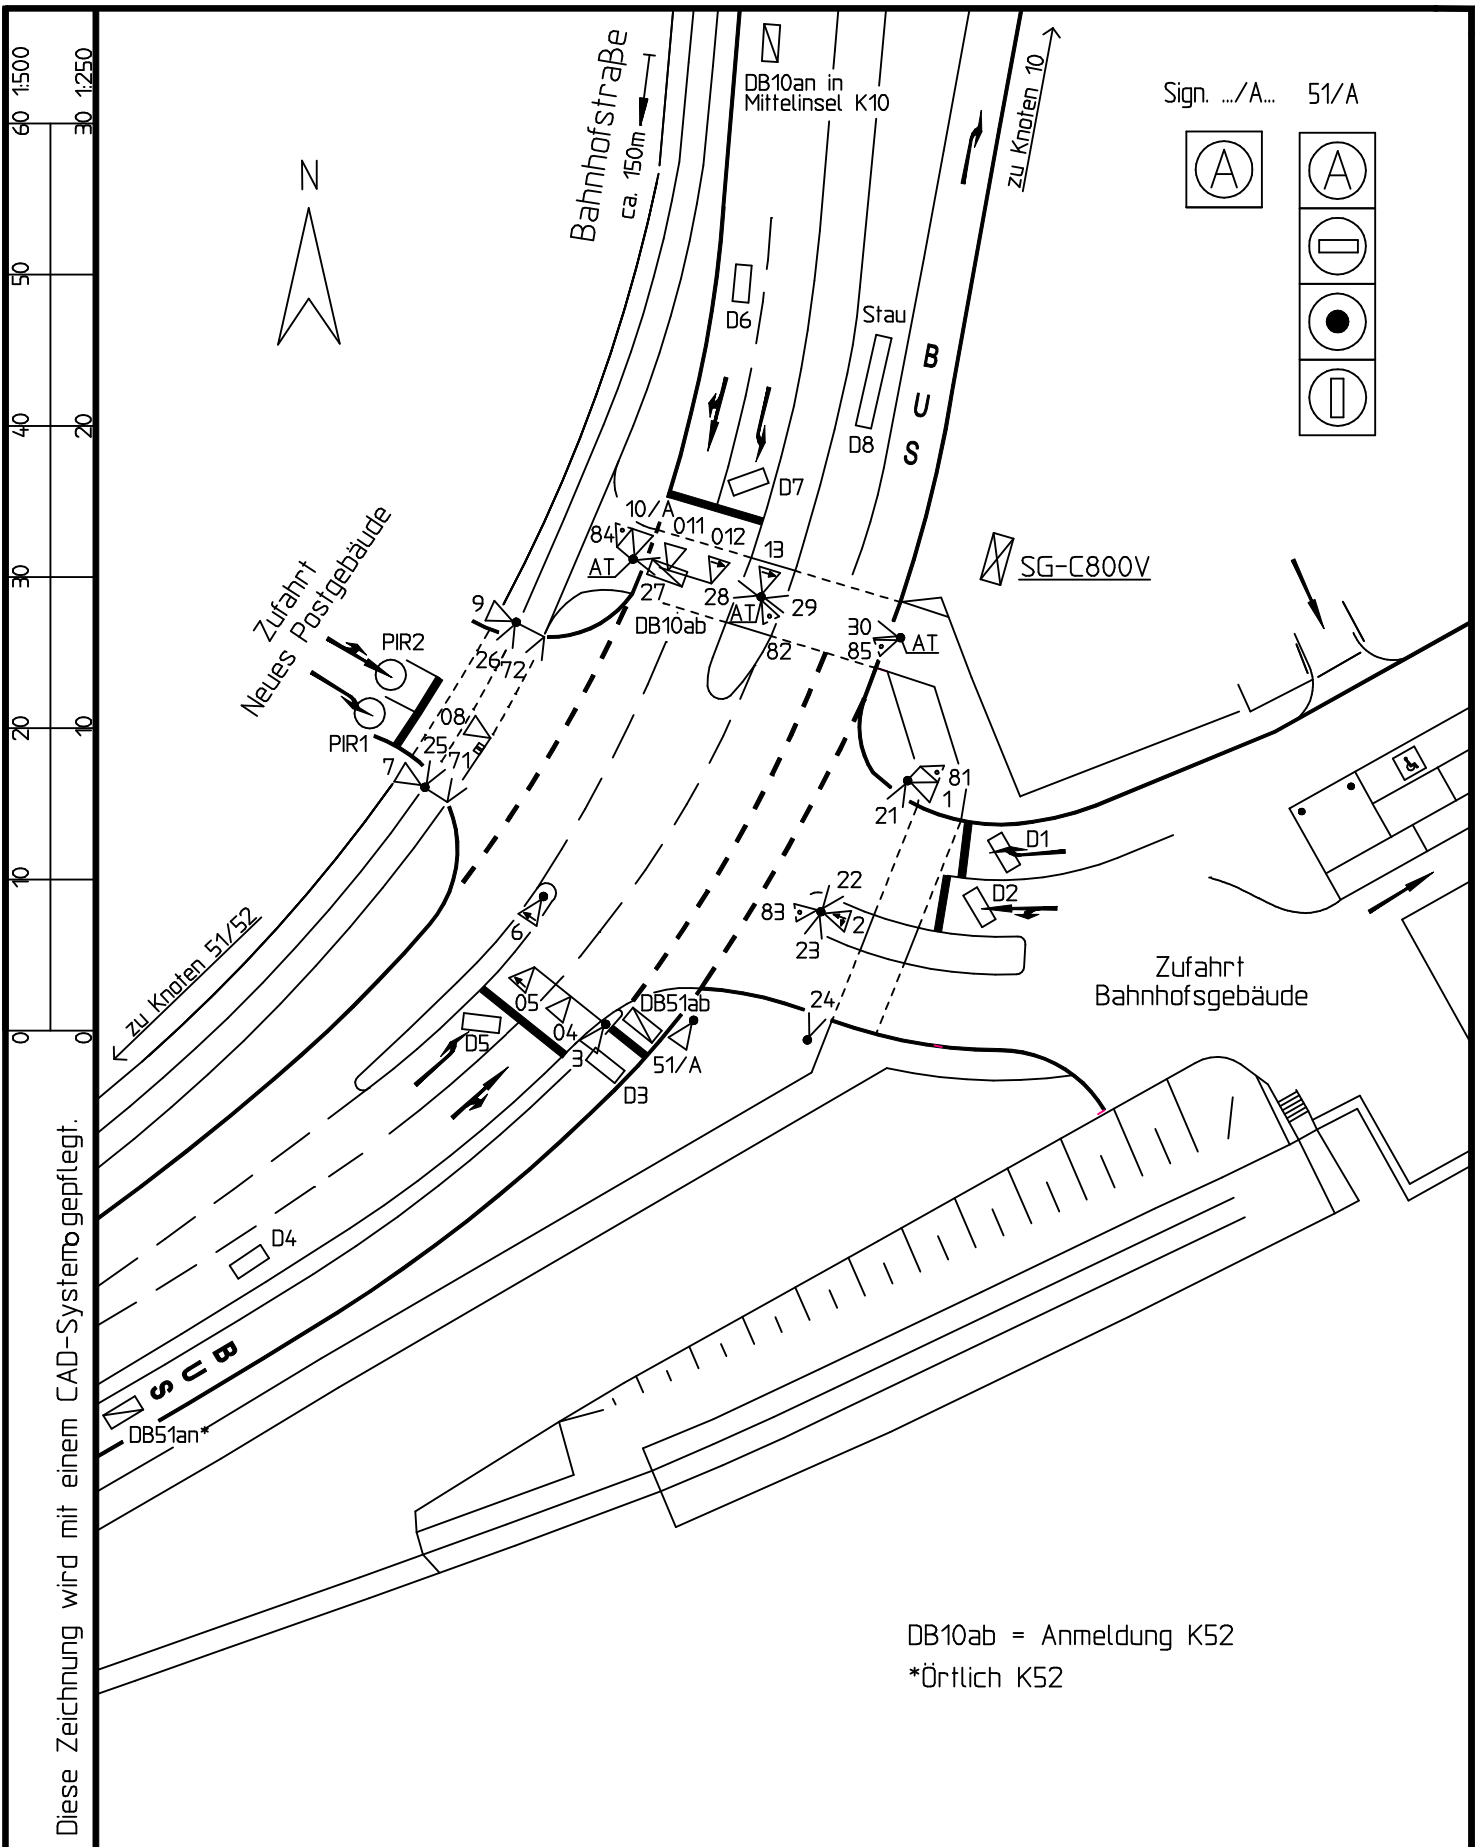 60 1:500
30 1:250
50
40
20
30
20
10
10
0
0
Diese Zeichnung wird mit einem CAD-System gepflegt.
N
Bahnhofstraße
ca. 150m
DB10an in
Mittelinsel K10
zu Knoten 10
Sign. .../A...
51/A
A
A
D6
Stau
D8
B
U
S
D7
10/A
84
011
012
13
AT
27
28
AT
29
DB10ab
82
30
85
AT
SG-C800V
Zufahrt
Neues Postgebäude
9
PIR2
26
72
PIR1
08
25
71
7
81
1
21
D1
D2
22
83
2
23
24
6
zu Knoten 51/52
Zufahrt
Bahnhofsgebäude
05
04
DB51ab
D5
3
51/A
D3
D4
B
U
S
DB51an*
DB10ab = Anmeldung K52
*Örtlich K52